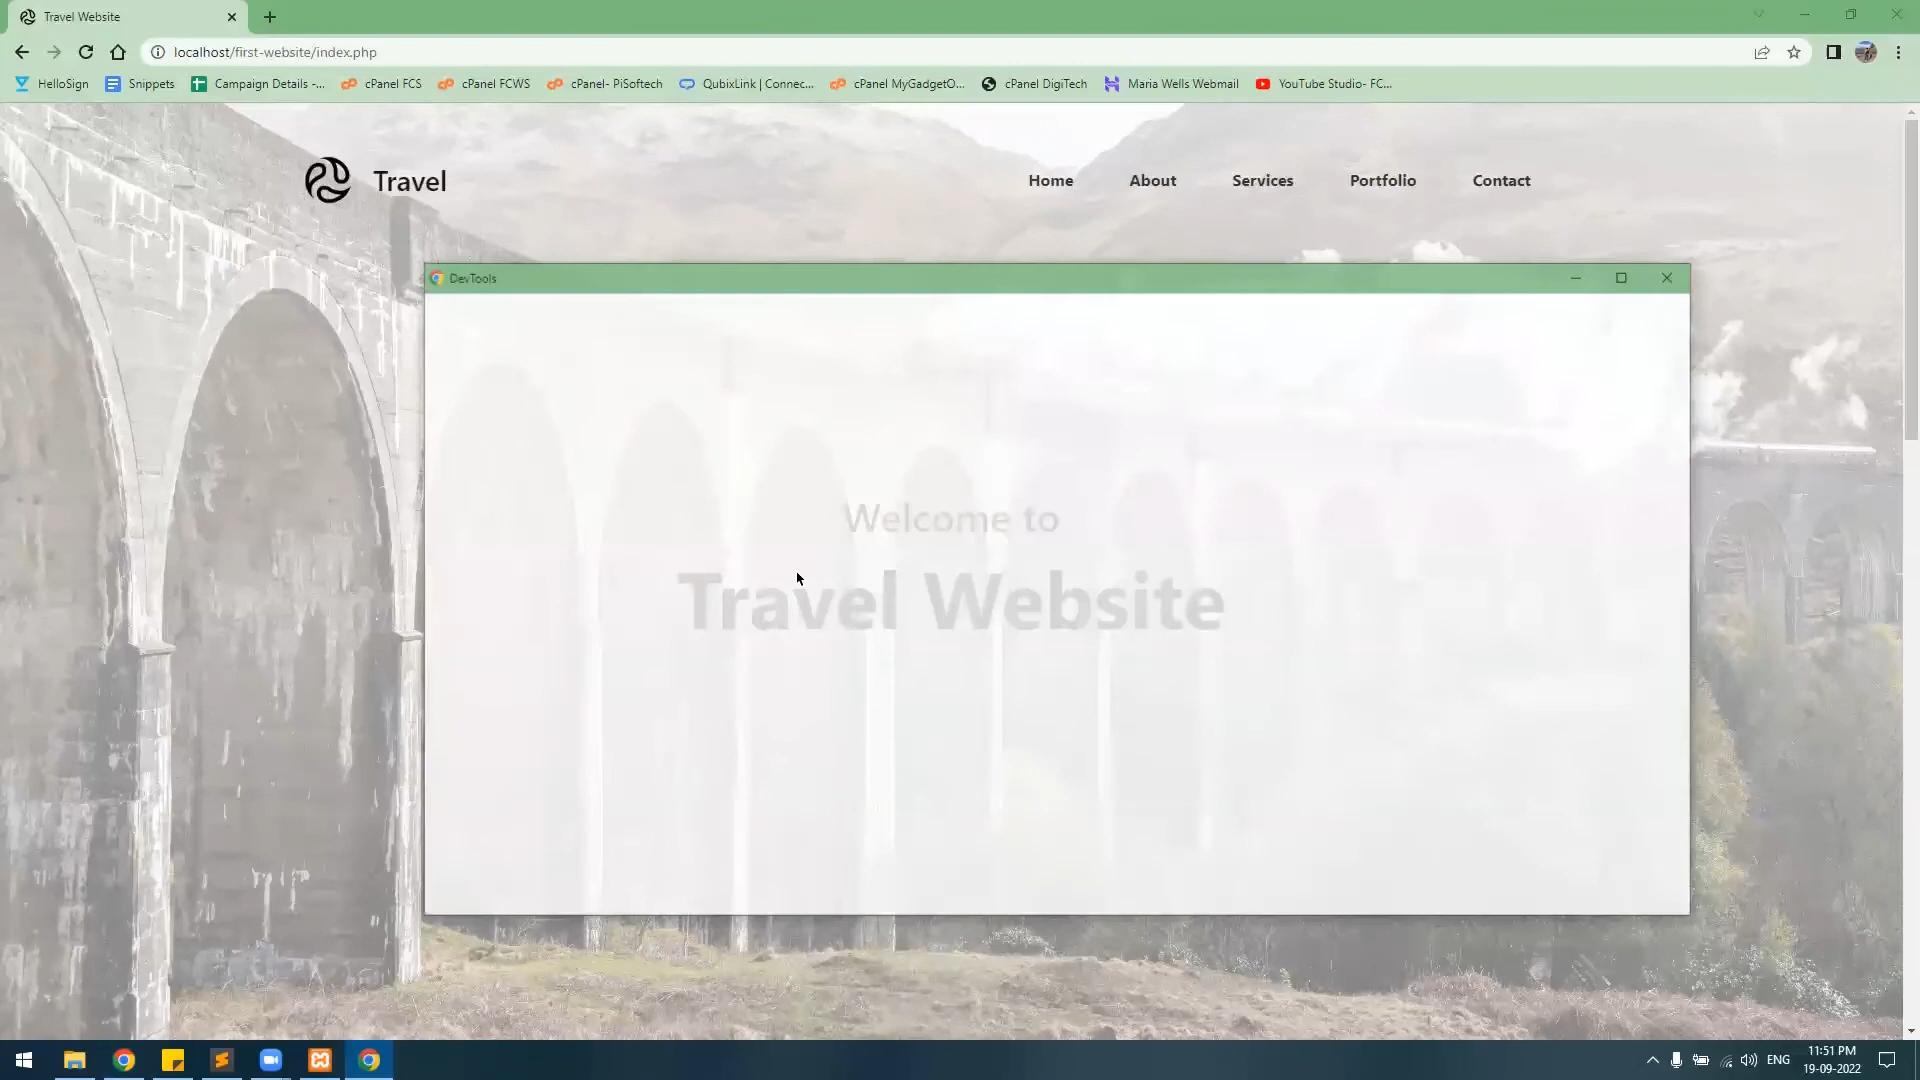 Travel Website
localhost/first-website/index.php
HelloSign Snippets Campaign Details -... cPanel FCS cPanel FCWS cPanel- PiSoftech QubixLink | Connec... cPanel MyGadgetO... cPanel DigiTech Maria Wells Webmail YouTube Studio- FC...
Travel Home About Services Portfolio Contact
DevTools
Welcome to
Travel Website
ENG 11:51 PM
19-09-2022